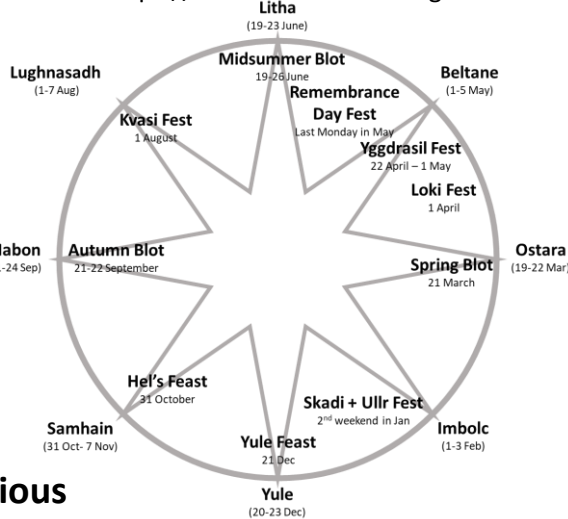 Litha
(19-23 June)
Midsummer Blot
19-26 June
Lughnasadh
(1-7 Aug)
Beltane
(1-5 May)
Remembrance
Day Fest
Last Monday in May
Kvasi Fest
1 August
Yggdrasil Fest
22 April – 1 May
Loki Fest
1 April
Autumn Blot
21-22 September
Ostara
(19-22 Mar)
Spring Blot
21 March
Hel's Feast
31 October
Skadi + Ullr Fest
2nd weekend in Jan
Samhain
(31 Oct- 7 Nov)
Imbolc
(1-3 Feb)
Yule Feast
21 Dec
Yule
(20-23 Dec)